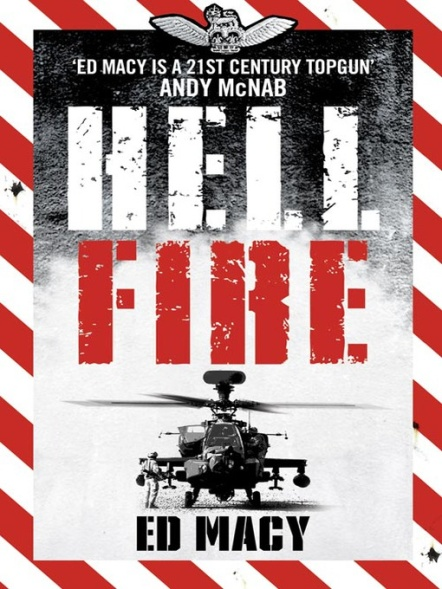 'ED MACY IS A 21ST CENTURY TOPGUN'
ANDY McNAB
HELL
FIRE
ED MACY